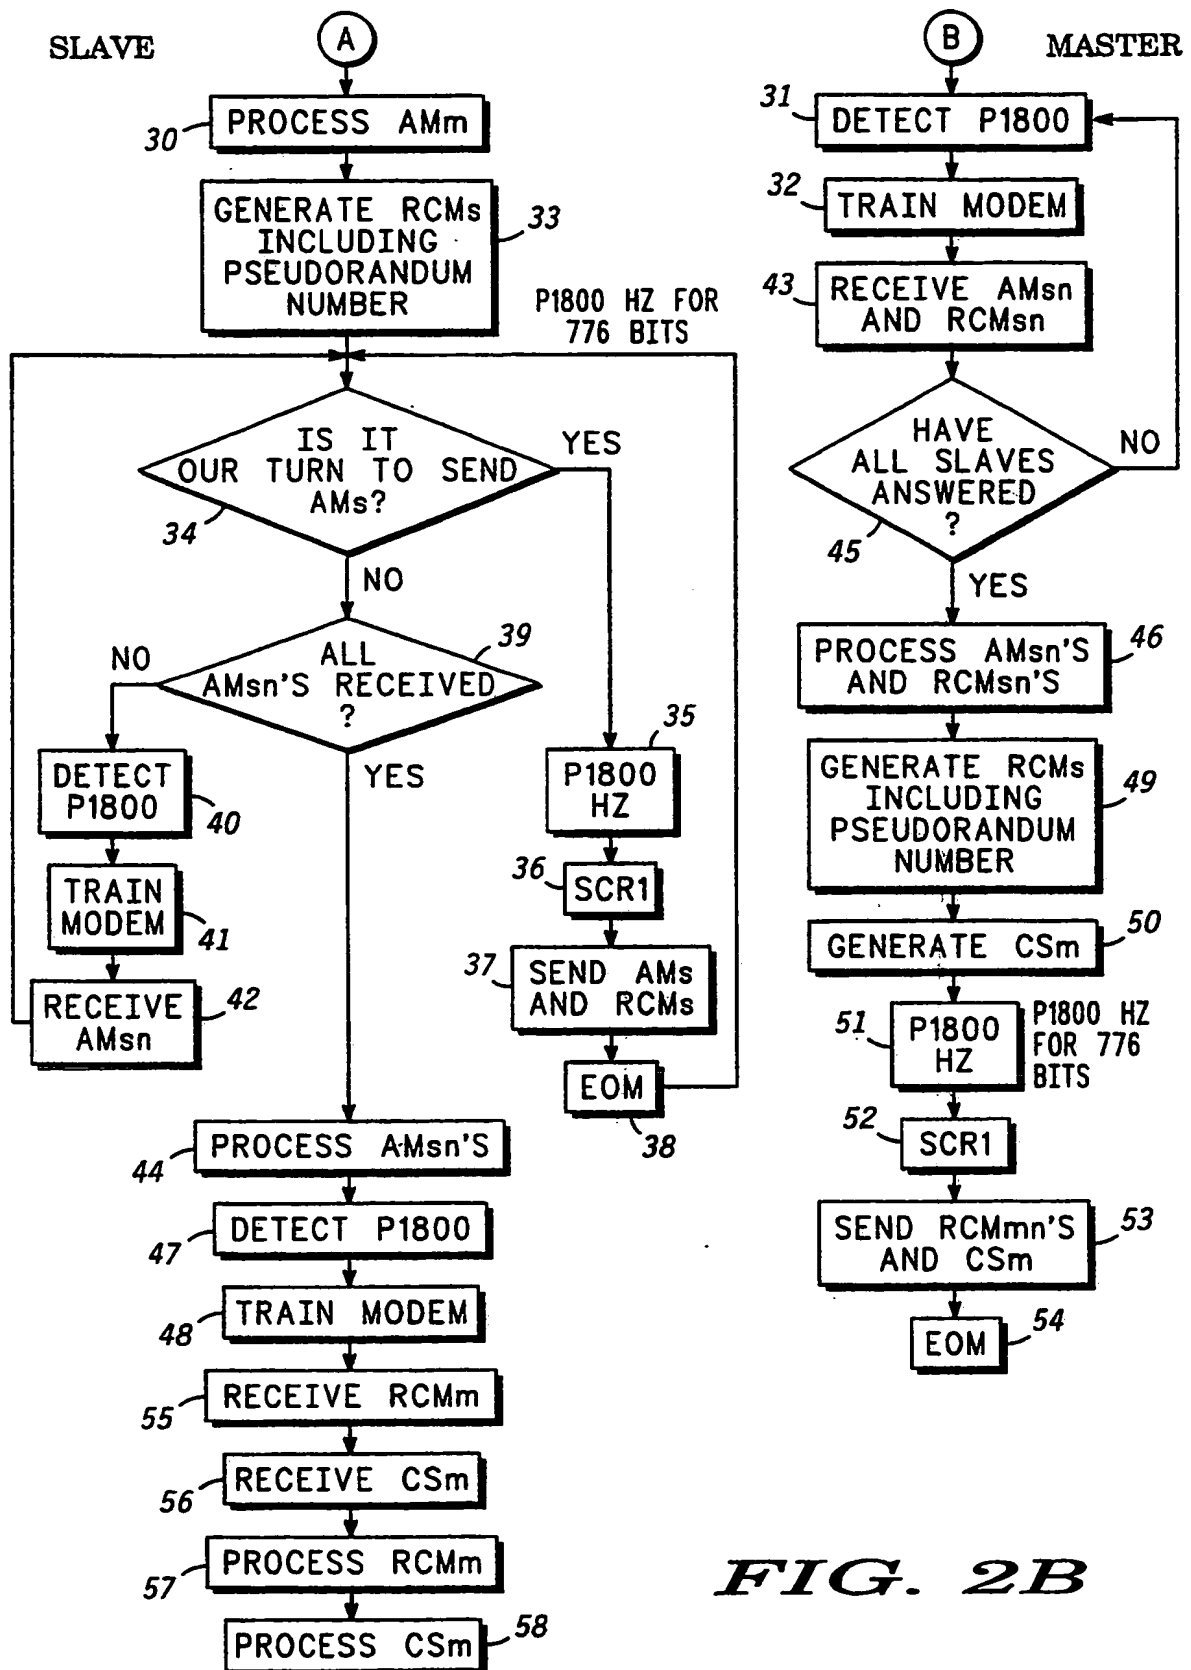 SLAVE
A
30
PROCESS AMm
GENERATE RCMs
INCLUDING
PSEUDORANDUM
NUMBER
33
P1800 HZ FOR
776 BITS
IS IT
OUR TURN TO SEND
AMs?
34
YES
NO
ALL
AMsn'S RECEIVED
?
39
NO
YES
DETECT
P1800
40
TRAIN
MODEM
41
RECEIVE
AMsn
42
35
P1800
HZ
36
SCR1
37
SEND AMs
AND RCMs
EOM
38
44
PROCESS AMsn'S
47
DETECT P1800
48
TRAIN MODEM
55
RECEIVE RCMm
56
RECEIVE CSm
57
PROCESS RCMm
PROCESS CSm
58
B
MASTER
31
DETECT P1800
32
TRAIN MODEM
43
RECEIVE AMsn
AND RCMsn
HAVE
ALL SLAVES
ANSWERED
?
45
NO
YES
PROCESS AMsn'S
AND RCMsn'S
46
GENERATE RCMs
INCLUDING
PSEUDORANDUM
NUMBER
49
GENERATE CSm
50
51
P1800
HZ
P1800 HZ
FOR 776
BITS
52
SCR1
SEND RCMmn'S
AND CSm
53
EOM
54
FIG. 2B